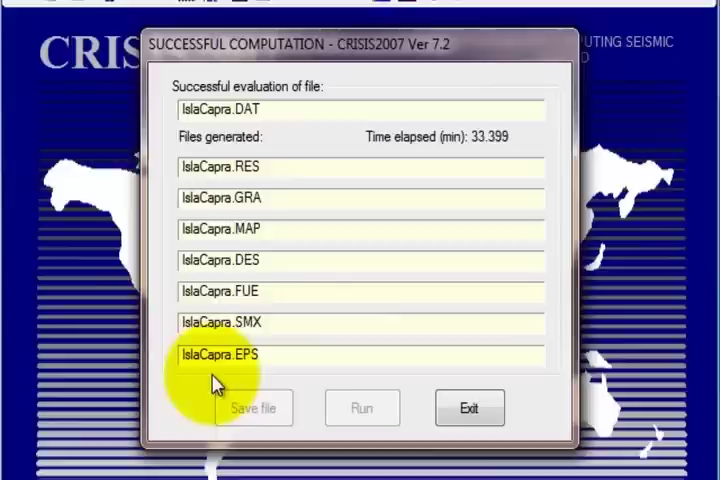 CRIS
PUTING SEISMIC
SUCCESSFUL COMPUTATION - CRISIS2007 Ver 7.2
Successful evaluation of file:
IslaCapra.DAT
Files generated:
Time elapsed (min): 33.399
IslaCapra.RES
IslaCapra.GRA
IslaCapra.MAP
IslaCapra.DES
IslaCapra.FUE
IslaCapra.SMX
IslaCapra.EPS
Save file
Run
Exit